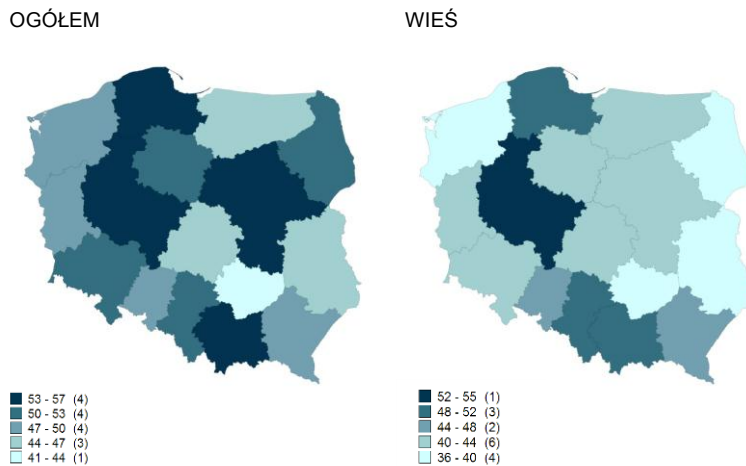 OGÓŁEM
WIEŚ
53 - 57 (4)
50 - 53 (4)
47 - 50 (4)
44 - 47 (3)
41 - 44 (1)
52 - 55 (1)
48 - 52 (3)
44 - 48 (2)
40 - 44 (6)
36 - 40 (4)